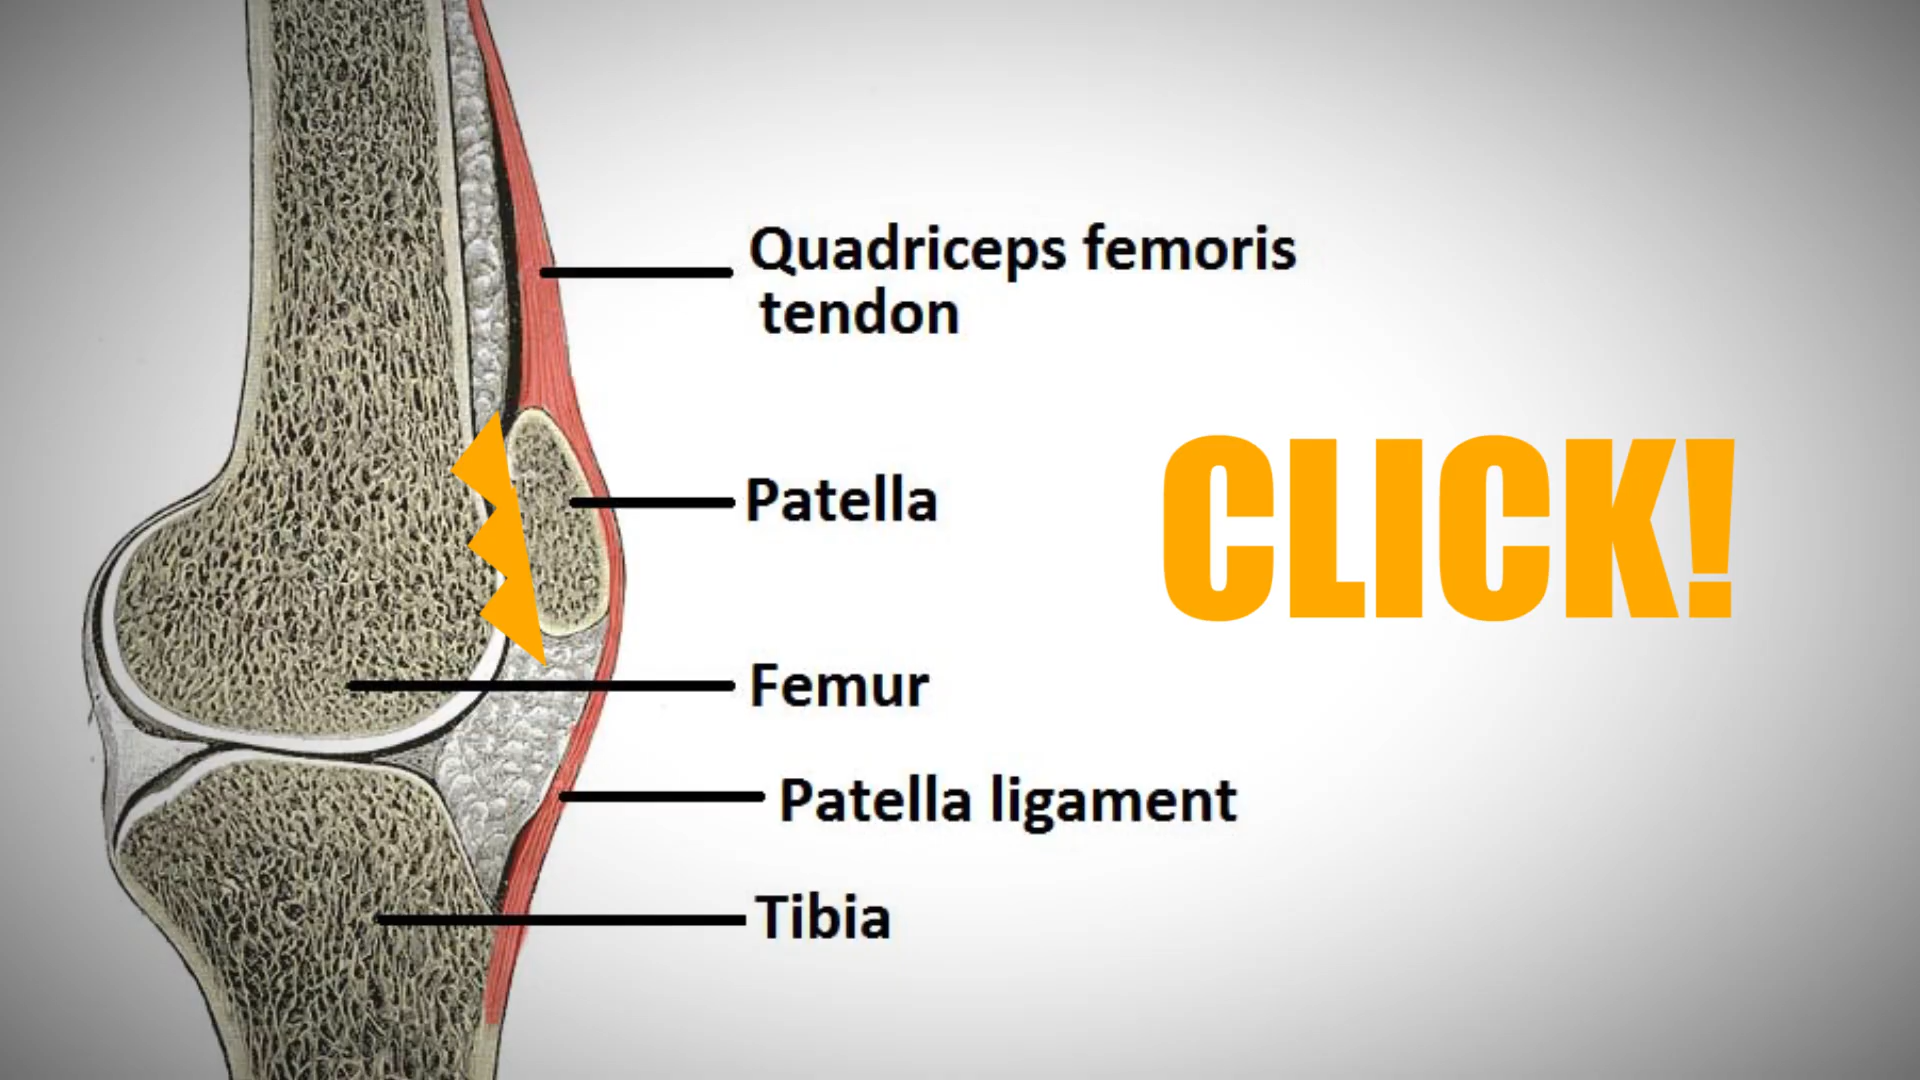 Quadriceps femoris
tendon
Patella
CLICK!
Femur
Patella ligament
Tibia